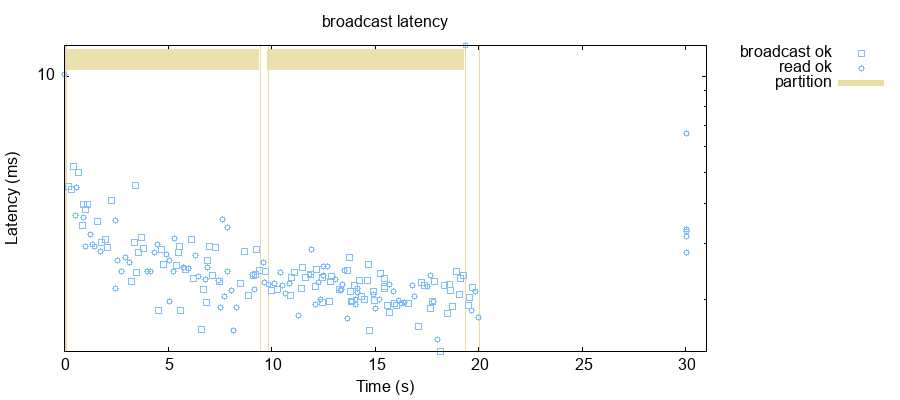 broadcast latency
broadcast ok
read ok
partition
10
Latency (ms)
0 5 10 15 20 25 30
Time (s)